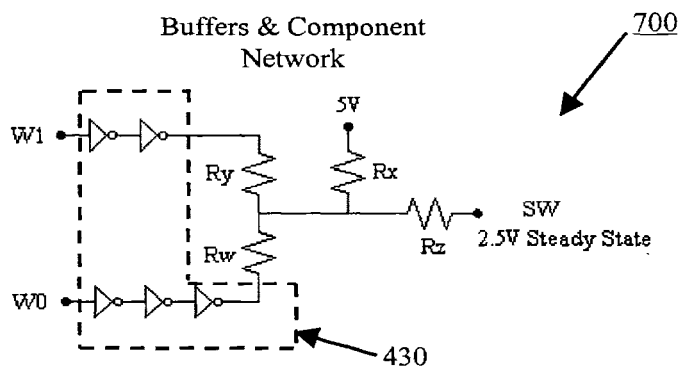 Buffers & Component
Network
700
5V
W1
Ry
Rx
SW
Rz
2.5V Steady State
Rw
W0
430